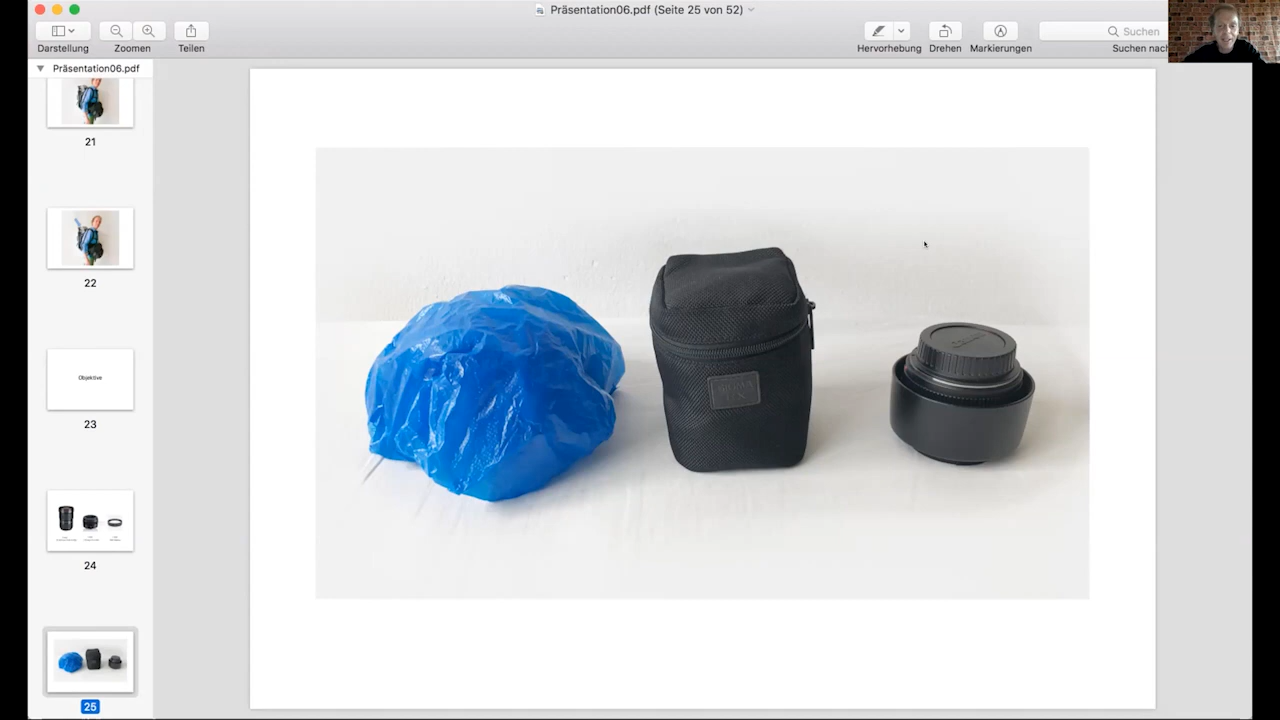 Präsentation06.pdf (Seite 25 von 52)
Darstellung
Zoomen
Teilen
Hervorhebung
Drehen
Markierungen
Suchen
Suchen nach
Präsentation06.pdf
21
22
Objektive
23
24
25